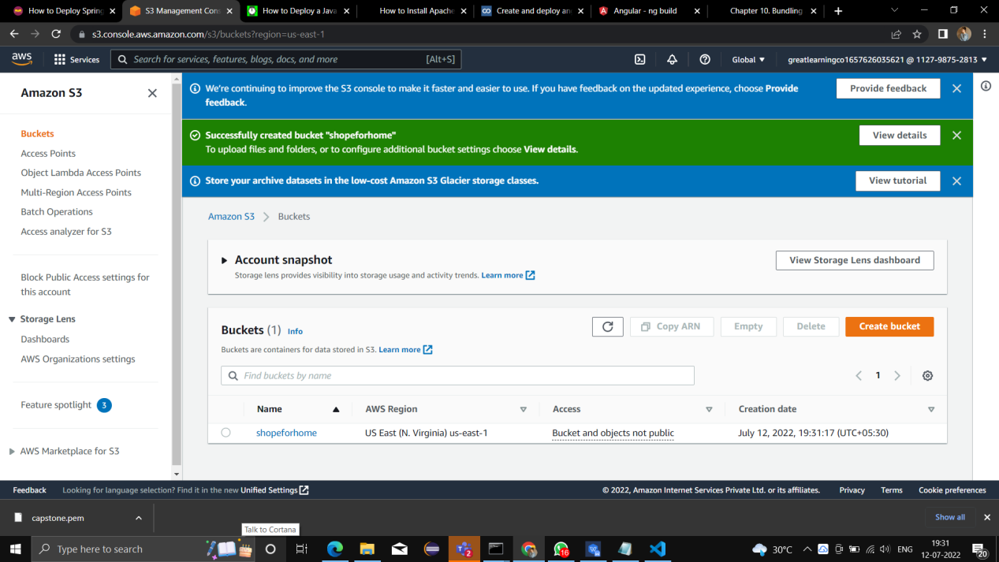 How to Deploy Spring
S3 Management Cons
How to Deploy a Java
How to Install Apache
Create and deploy an
Angular - ng build
Chapter 10. Bundling
s3.console.aws.amazon.com/s3/buckets?region=us-east-1
aws
Services
Search for services, features, blogs, docs, and more
[Alt+S]
Global
greatlearningco1657626035621 @ 1127-9875-2813
Amazon S3
Buckets
Access Points
Object Lambda Access Points
Multi-Region Access Points
Batch Operations
Access analyzer for S3
Block Public Access settings for
this account
Storage Lens
Dashboards
AWS Organizations settings
Feature spotlight 3
AWS Marketplace for S3
We're continuing to improve the S3 console to make it faster and easier to use. If you have feedback on the updated experience, choose Provide
feedback.
Provide feedback
Successfully created bucket "shopeforhome"
To upload files and folders, or to configure additional bucket settings choose View details.
View details
Store your archive datasets in the low-cost Amazon S3 Glacier storage classes.
View tutorial
Amazon S3
Buckets
Account snapshot
Storage lens provides visibility into storage usage and activity trends. Learn more
View Storage Lens dashboard
Buckets (1) Info
Buckets are containers for data stored in S3. Learn more
Copy ARN
Empty
Delete
Create bucket
Find buckets by name
1
Name
AWS Region
Access
Creation date
shopeforhome
US East (N. Virginia) us-east-1
Bucket and objects not public
July 12, 2022, 19:31:17 (UTC+05:30)
Feedback
Looking for language selection? Find it in the new Unified Settings
© 2022, Amazon Internet Services Private Ltd. or its affiliates.
Privacy
Terms
Cookie preferences
capstone.pem
Show all
Talk to Cortana
Type here to search
2
16
30°C
ENG
19:31
12-07-2022
20